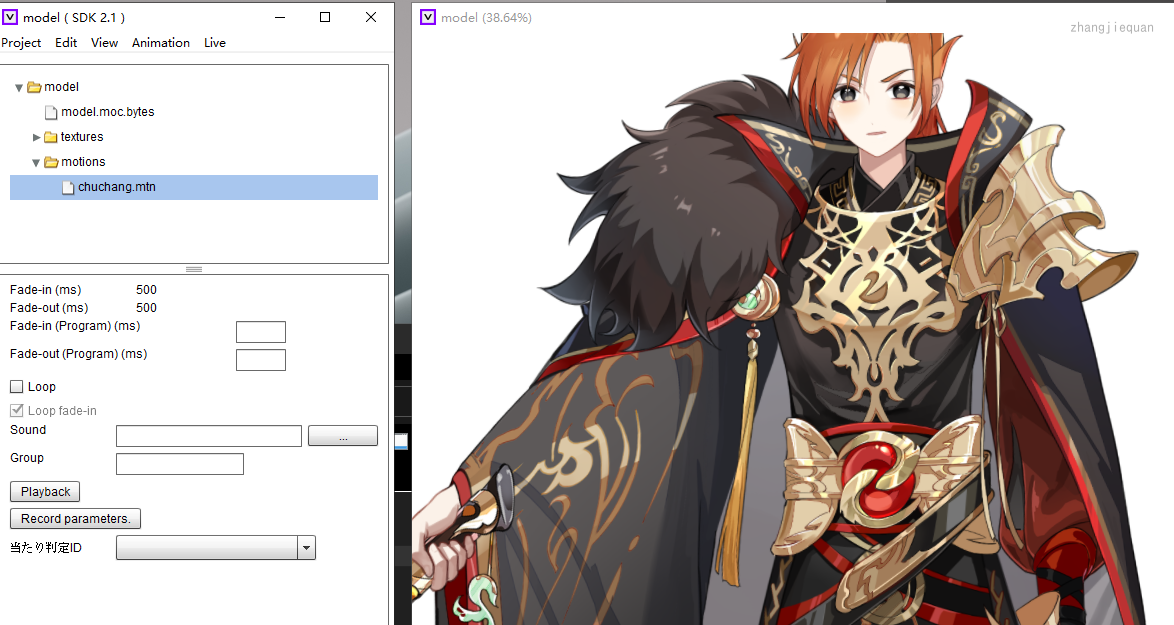 model ( SDK 2.1 )
Project Edit View Animation Live
model
model.moc.bytes
textures
motions
chuchang.mtn
Fade-in (ms) 500
Fade-out (ms) 500
Fade-in (Program) (ms)
Fade-out (Program) (ms)
Loop
Loop fade-in
Sound ...
Group
Playback
Record parameters.
当たり判定ID
model (38.64%)
zhangjiequan